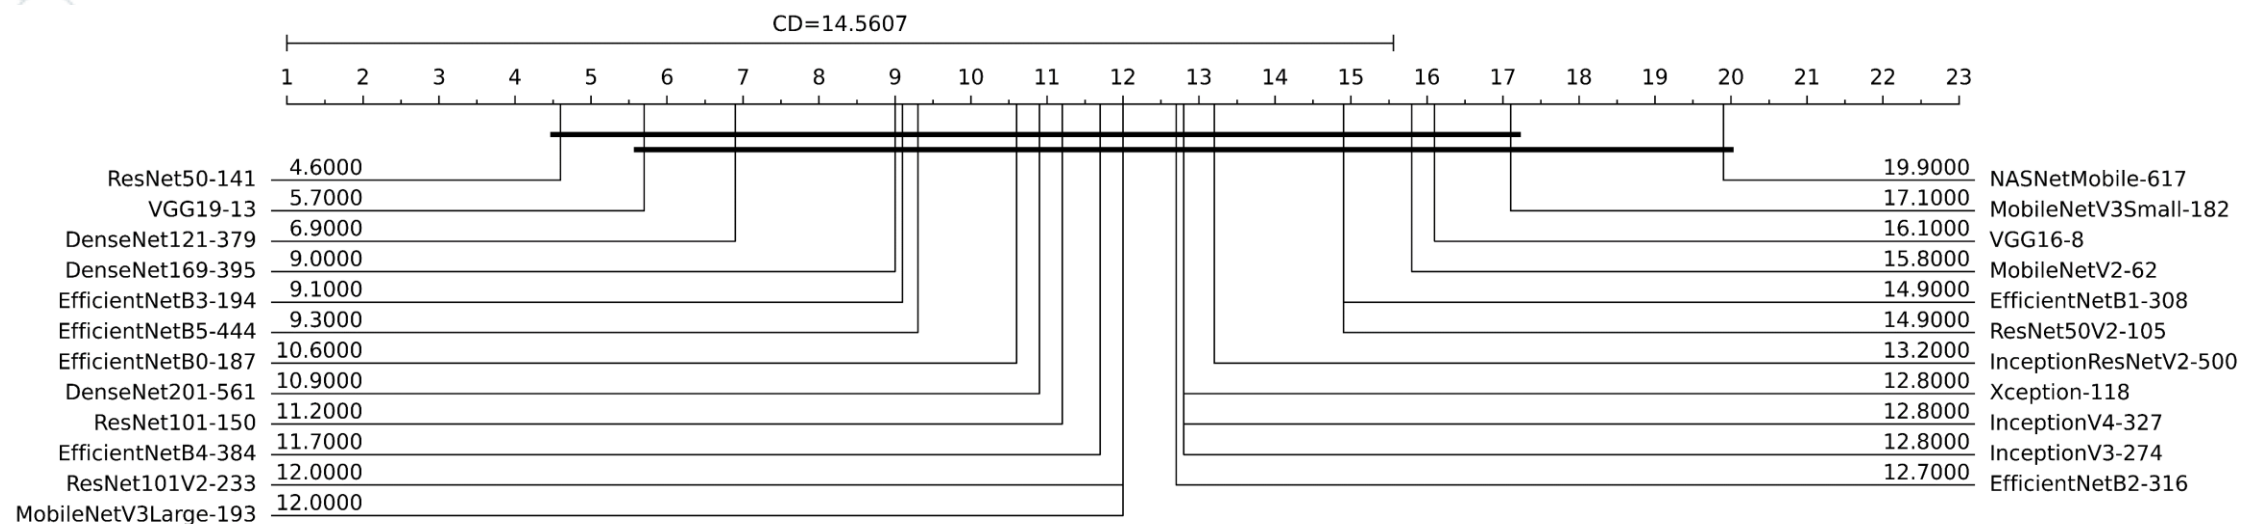 CD=14.5607
1 2 3 4 5 6 7 8 9 10 11 12 13 14 15 16 17 18 19 20 21 22 23
ResNet50-141 4.6000 19.9000 NASNetMobile-617
VGG19-13 5.7000 17.1000 MobileNetV3Small-182
DenseNet121-379 6.9000 16.1000 VGG16-8
DenseNet169-395 9.0000 15.8000 MobileNetV2-62
EfficientNetB3-194 9.1000 14.9000 EfficientNetB1-308
EfficientNetB5-444 9.3000 14.9000 ResNet50V2-105
EfficientNetB0-187 10.6000 13.2000 InceptionResNetV2-500
DenseNet201-561 10.9000 12.8000 Xception-118
ResNet101-150 11.2000 12.8000 InceptionV4-327
EfficientNetB4-384 11.7000 12.8000 InceptionV3-274
ResNet101V2-233 12.0000 12.7000 EfficientNetB2-316
MobileNetV3Large-193 12.0000